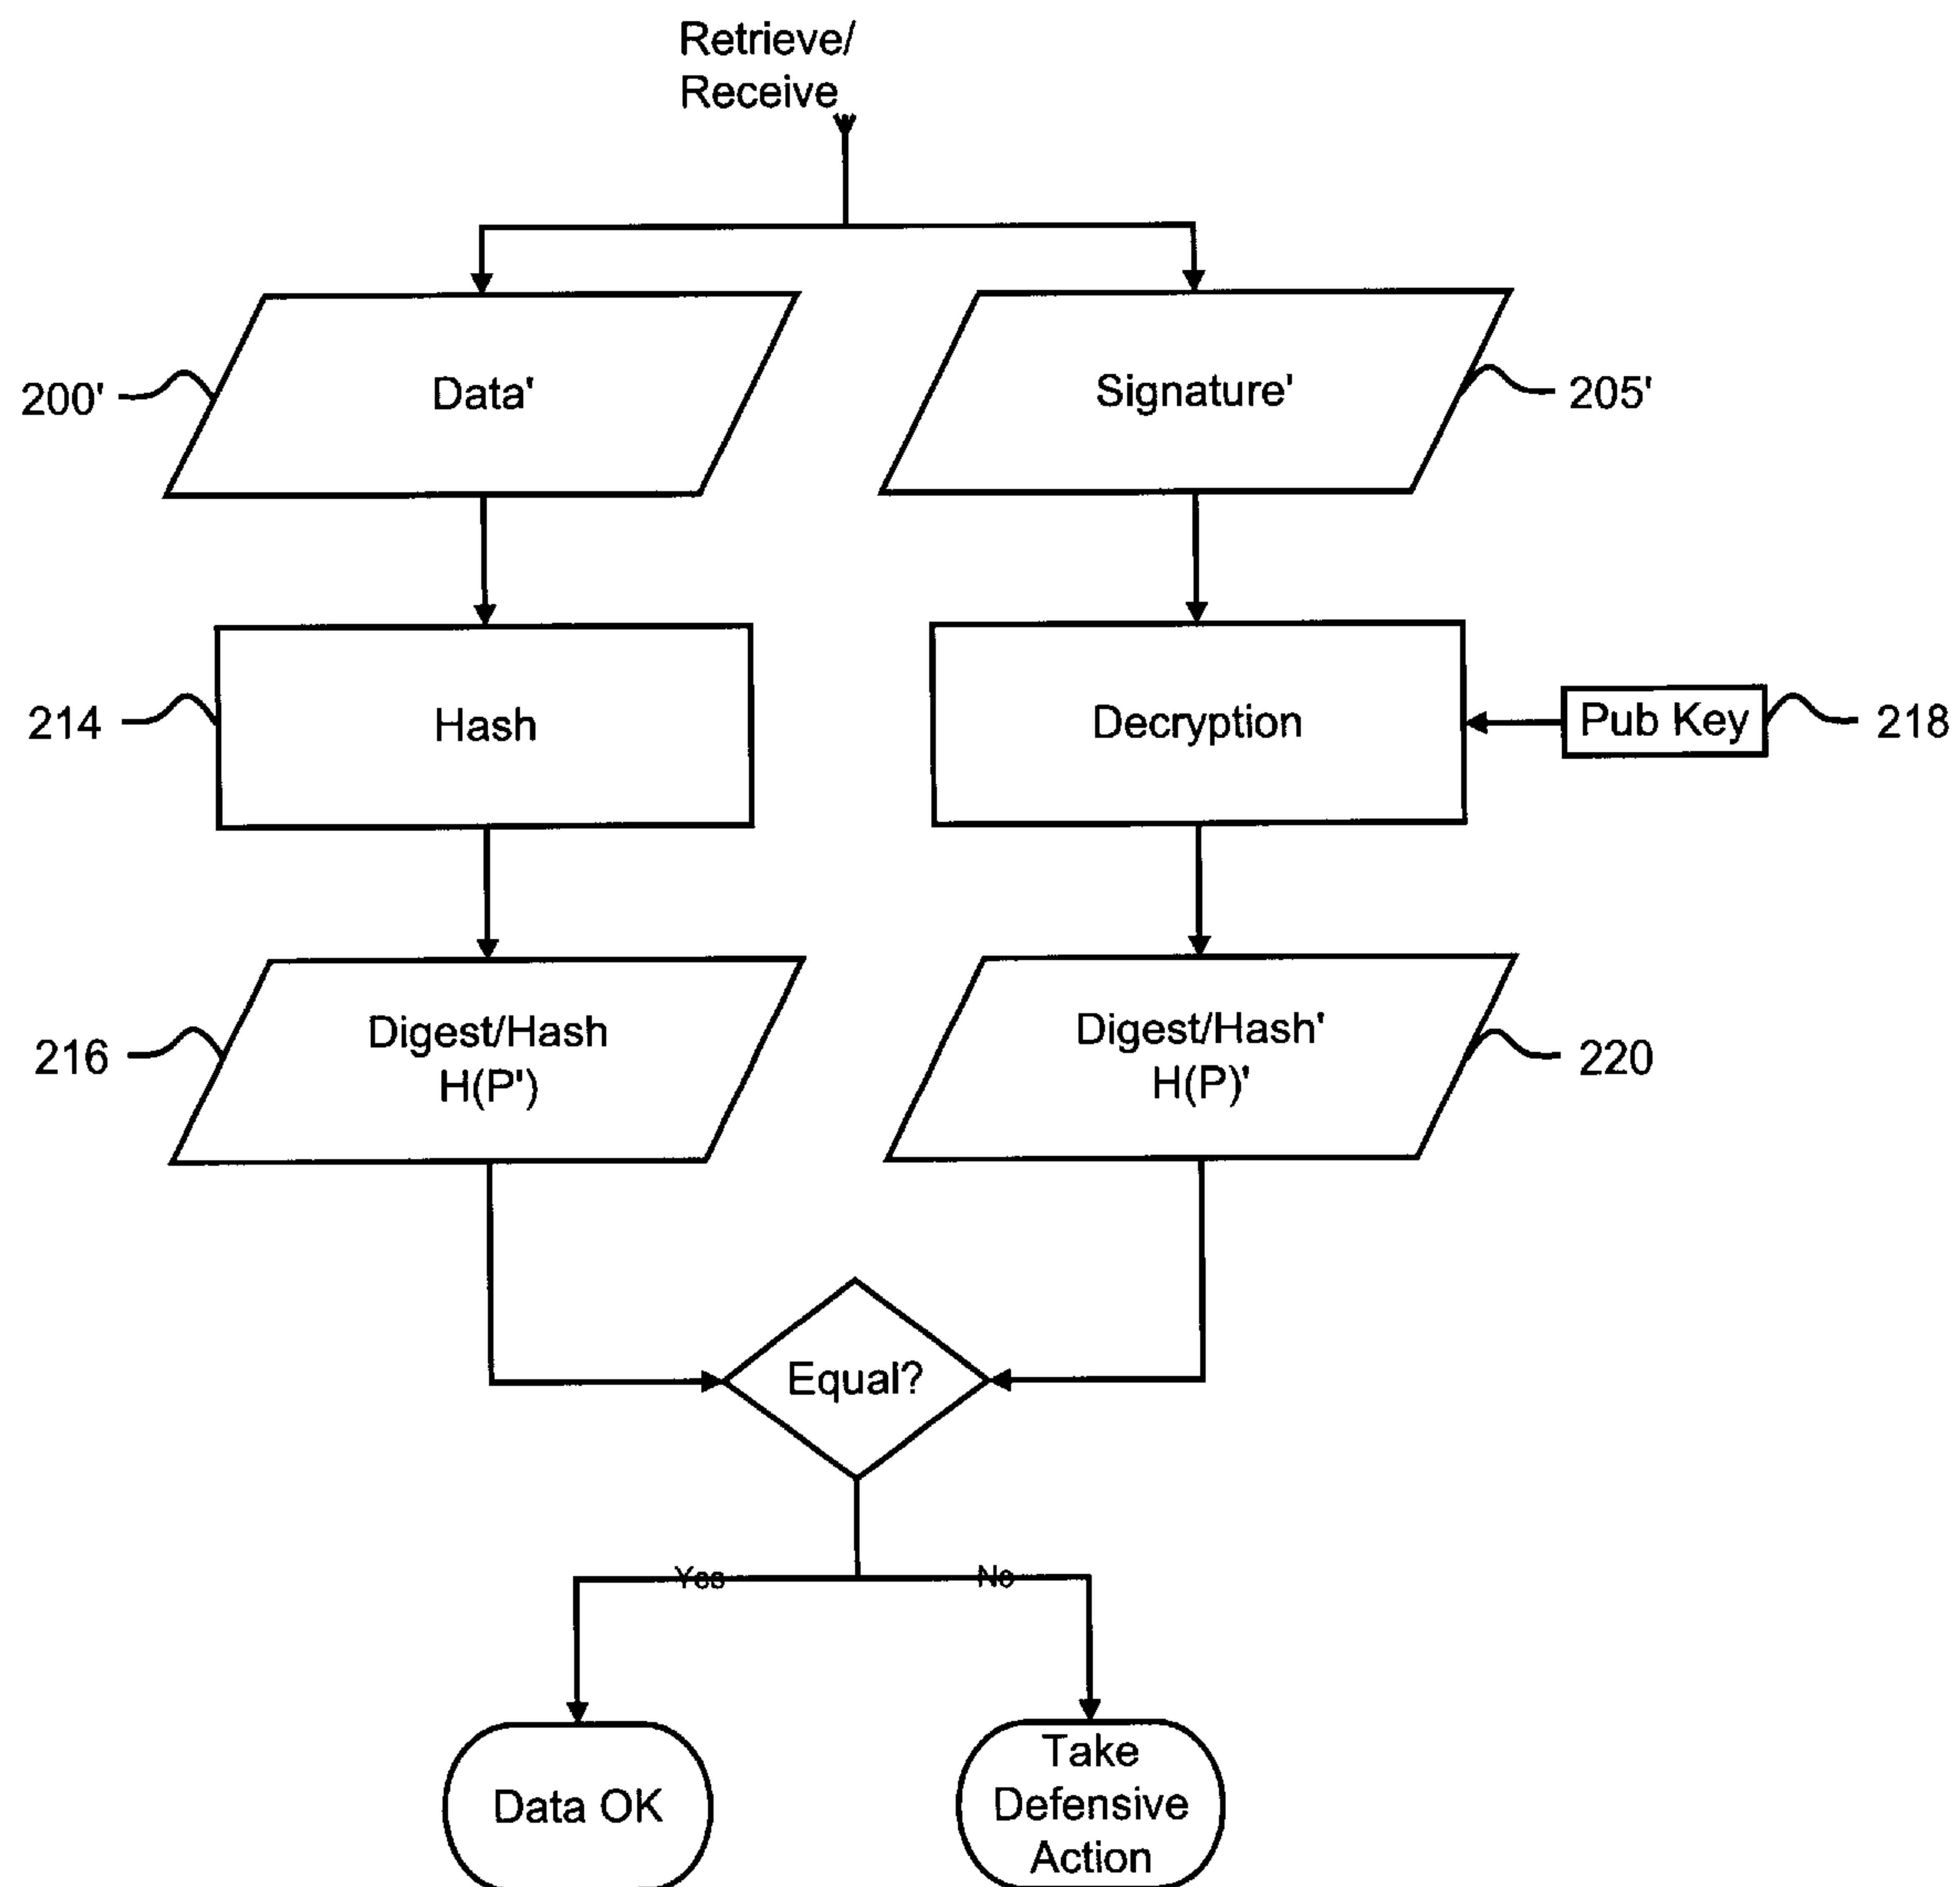 Retrieve/
Receive
200'
Data'
Signature'
205'
214
Hash
Decryption
Pub Key
218
216
Digest/Hash
H(P')
Digest/Hash'
H(P)'
220
Equal?
Yes
No
Data OK
Take
Defensive
Action